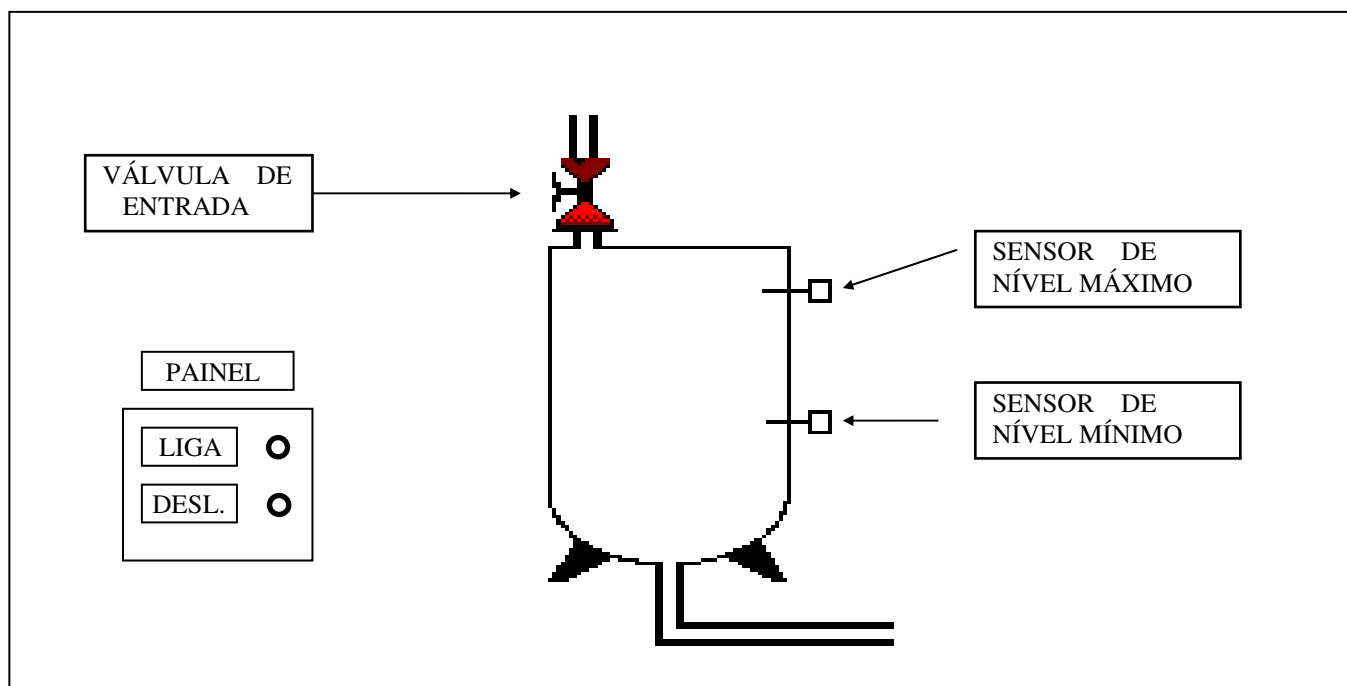 VÁLVULA DE
ENTRADA
SENSOR DE
NÍVEL MÁXIMO
PAINEL
LIGA
DESL.
SENSOR DE
NÍVEL MÍNIMO